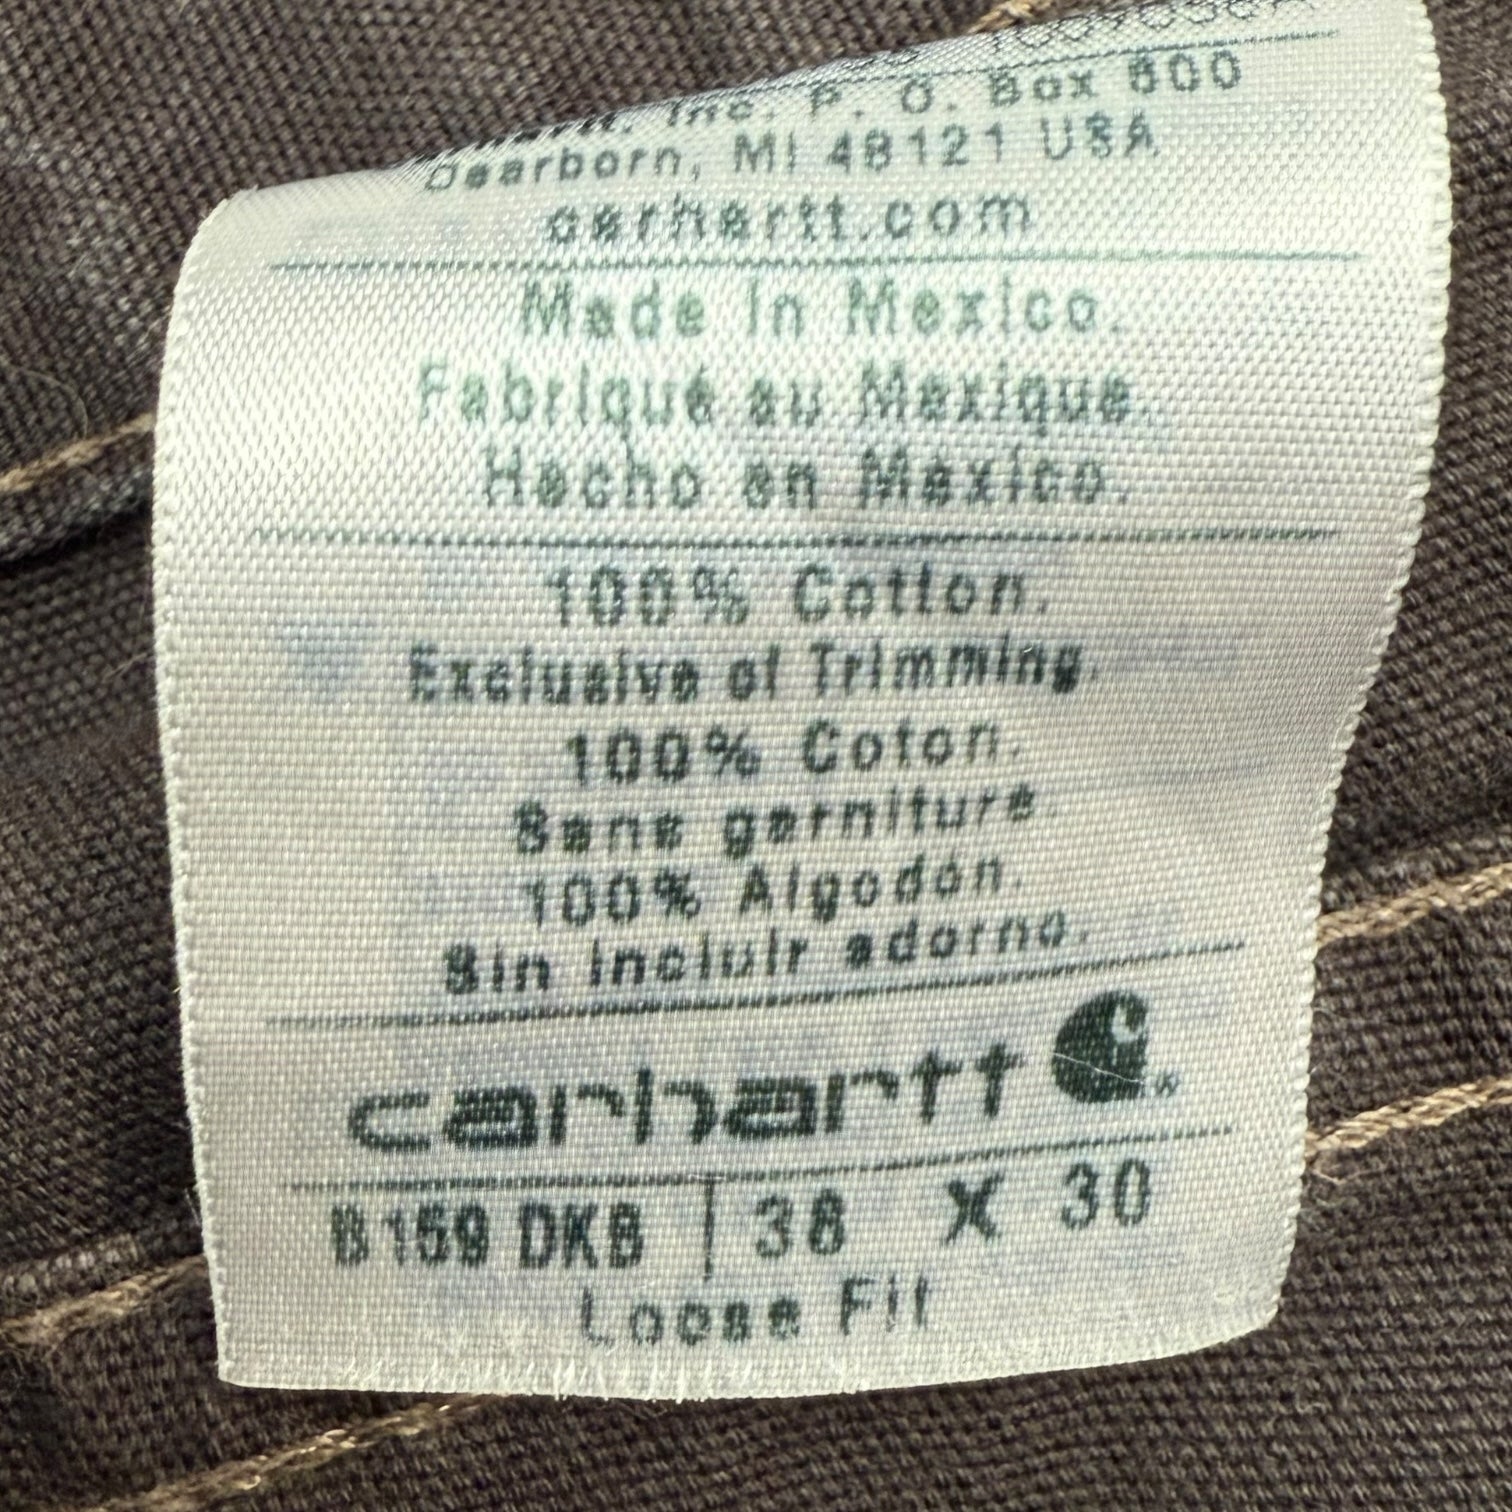 Inc. P. O. Box 600
Dearborn, MI 48121 USA
carhartt.com
Made in Mexico.
Fabriqué au Mexique.
Hecho en Mexico.
100% Cotton.
Exclusive of Trimming.
100% Coton.
Sans garniture.
100% Algodón.
Sin incluir adorno.
carhartt
B159 DKB | 38 X 30
Loose Fit